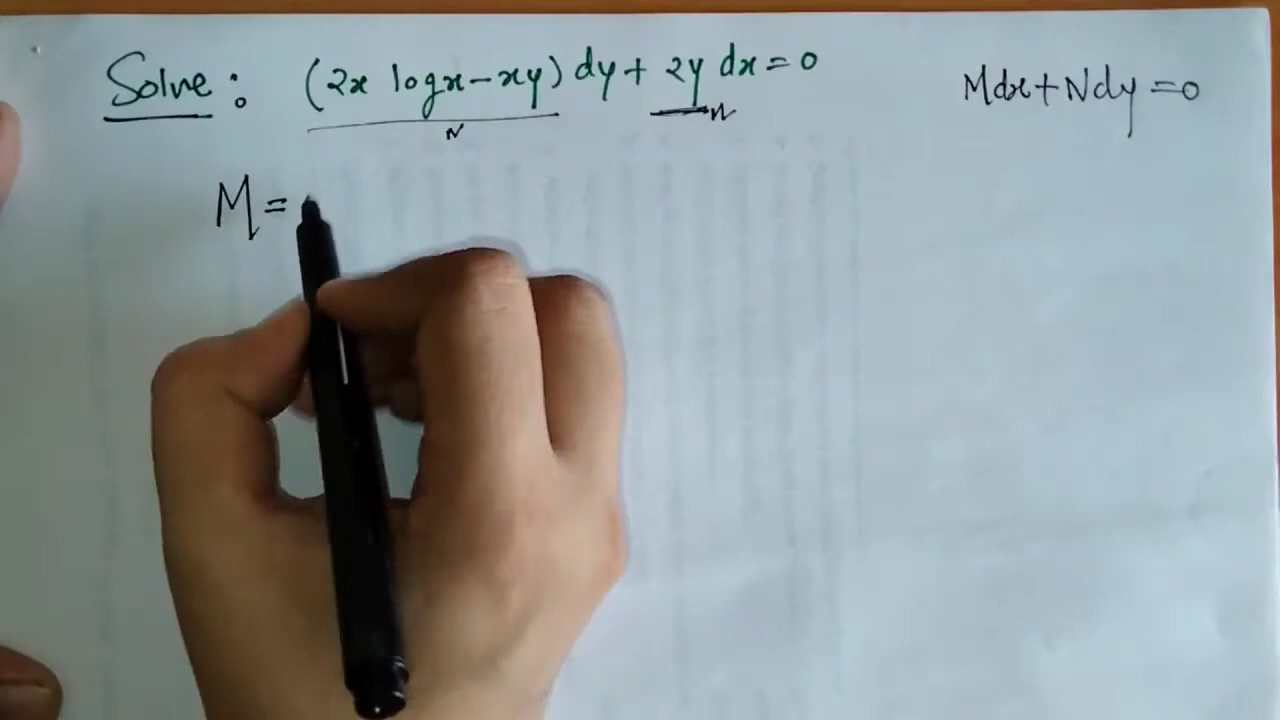 Solve : (2x logx - xy) dy + 2y dx = 0
Mdx + Ndy = 0
N
M =